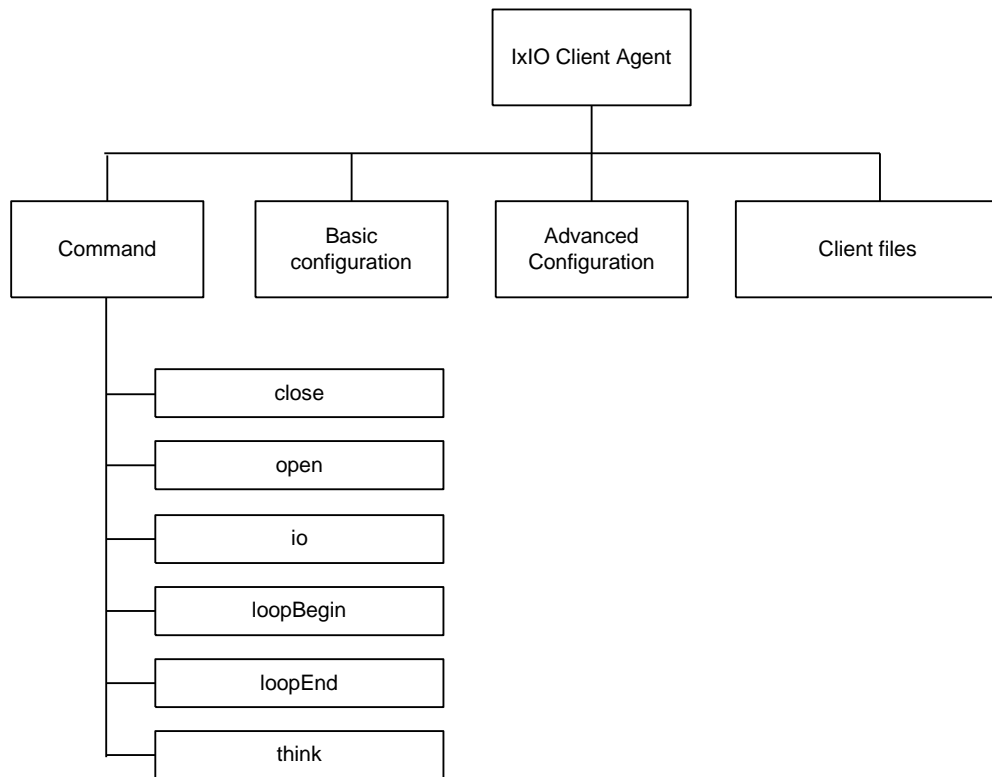 IxIO Client Agent
Command
Basic
configuration
Advanced
Configuration
Client files
close
open
io
loopBegin
loopEnd
think